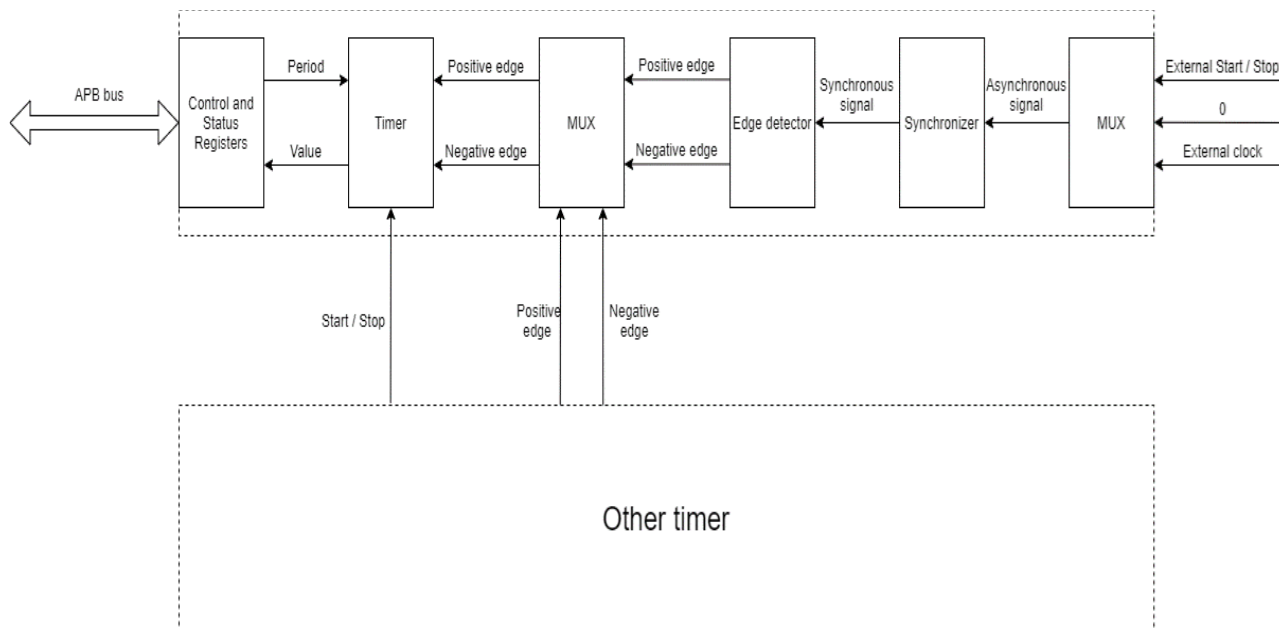 APB bus
Control and
Status
Registers
Period
Value
Timer
Positive edge
Negative edge
MUX
Positive edge
Negative edge
Edge detector
Synchronous
signal
Synchronizer
Asynchronous
signal
MUX
External Start / Stop
0
External clock
Start / Stop
Positive
edge
Negative
edge
Other timer